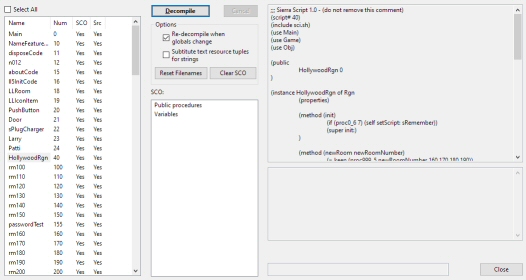 Select All
Name Num SCO Src
Main 0 Yes Yes
NameFeature... 10 Yes Yes
disposeCode 11 Yes Yes
n012 12 Yes Yes
aboutCode 15 Yes Yes
ll5InitCode 16 Yes Yes
LLRoom 18 Yes Yes
LLIconItem 19 Yes Yes
PushButton 20 Yes Yes
Door 21 Yes Yes
sPlugCharger 22 Yes Yes
Larry 23 Yes Yes
Patti 24 Yes Yes
HollywoodRgn 40 Yes Yes
rm100 100 Yes Yes
rm110 110 Yes Yes
rm120 120 Yes Yes
rm130 130 Yes Yes
rm140 140 Yes Yes
rm150 150 Yes Yes
passwordTest 155 Yes Yes
rm160 160 Yes Yes
rm170 170 Yes Yes
rm180 180 Yes Yes
rm190 190 Yes Yes
rm200 200 Yes Yes
Decompile
Cancel
Options
Re-decompile when
globals change
Subtitute text resource tuples
for strings
Reset Filenames Clear SCO
SCO:
Public procedures
Variables
;;; Sierra Script 1.0 - (do not remove this comment)
(script# 40)
(include sci.sh)
(use Main)
(use Game)
(use Obj)
(public
HollywoodRgn 0
)
(instance HollywoodRgn of Rgn
(properties)
(method (init)
(if (proc0_6 7) (self setScript: sRemember))
(super init:)
)
(method (newRoom newRoomNumber)
(= keep (proc999_5 newRoomNumber 160 170 180 190))
Close